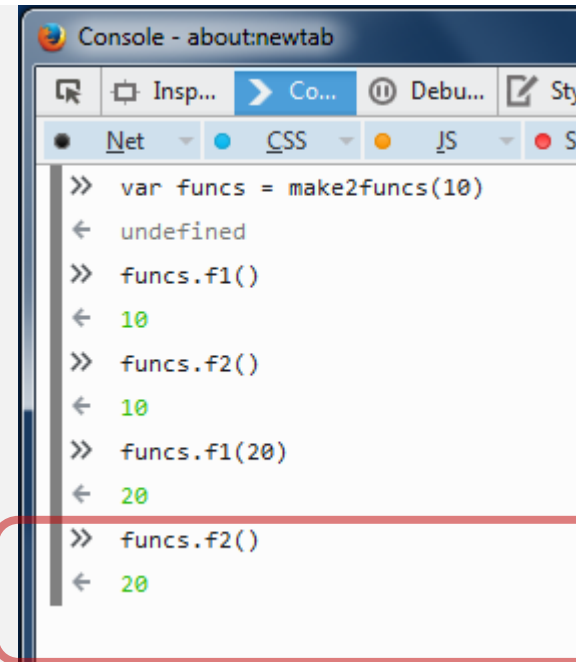 Console - about:newtab
Insp... Co... Debu... Sty
Net CSS JS S
var funcs = make2funcs(10)
undefined
funcs.f1()
10
funcs.f2()
10
funcs.f1(20)
20
funcs.f2()
20